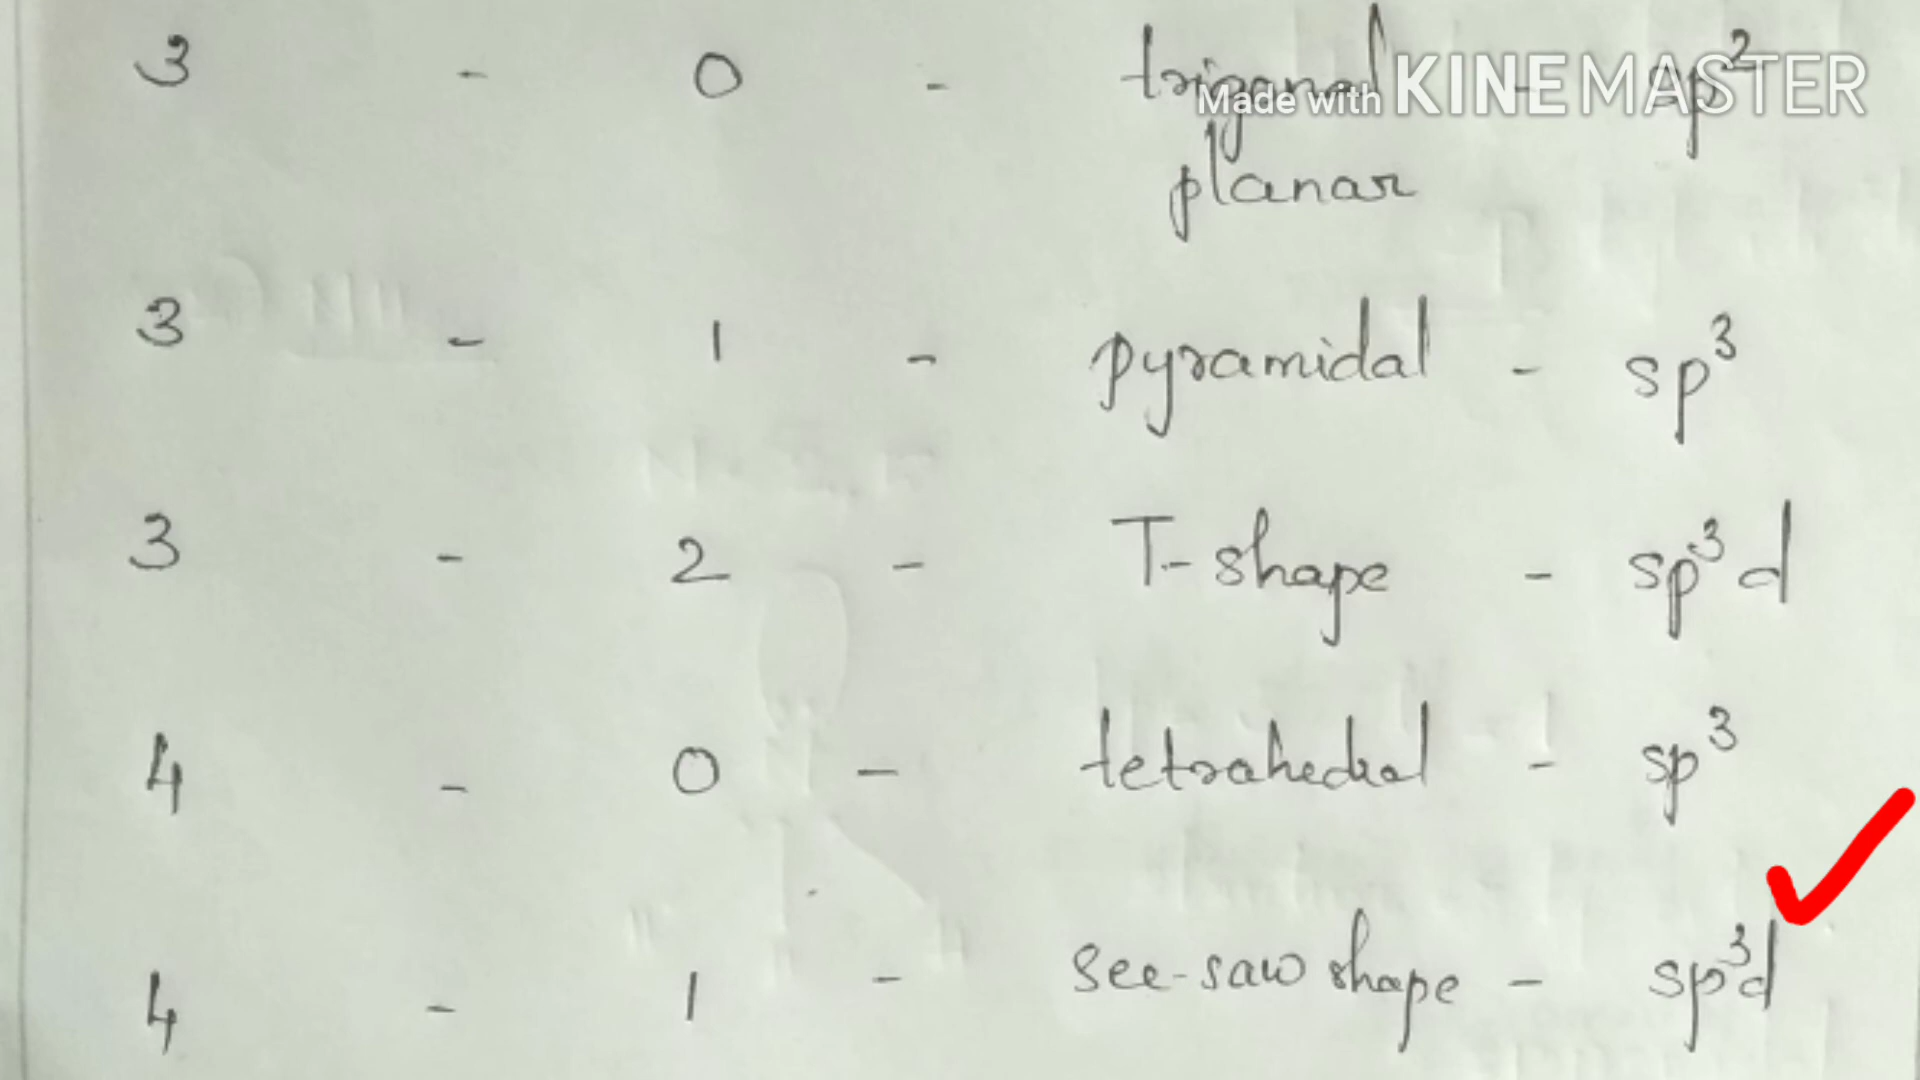 3 - 0 - trigonal - sp²
planar
Made with KINEMASTER
3 - 1 - pyramidal - sp³
3 - 2 - T-shape - sp³d
4 - 0 - tetrahedral - sp³
4 - 1 - see-saw shape - sp³d